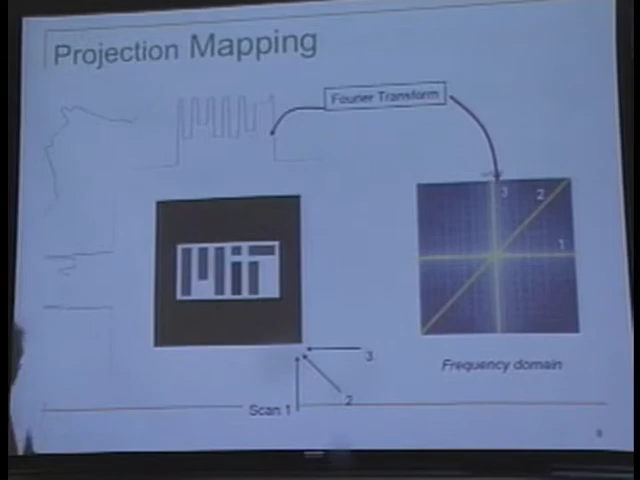 Projection Mapping
Fourier Transform
3
2
1
MIT
3
Frequency domain
2
Scan 1